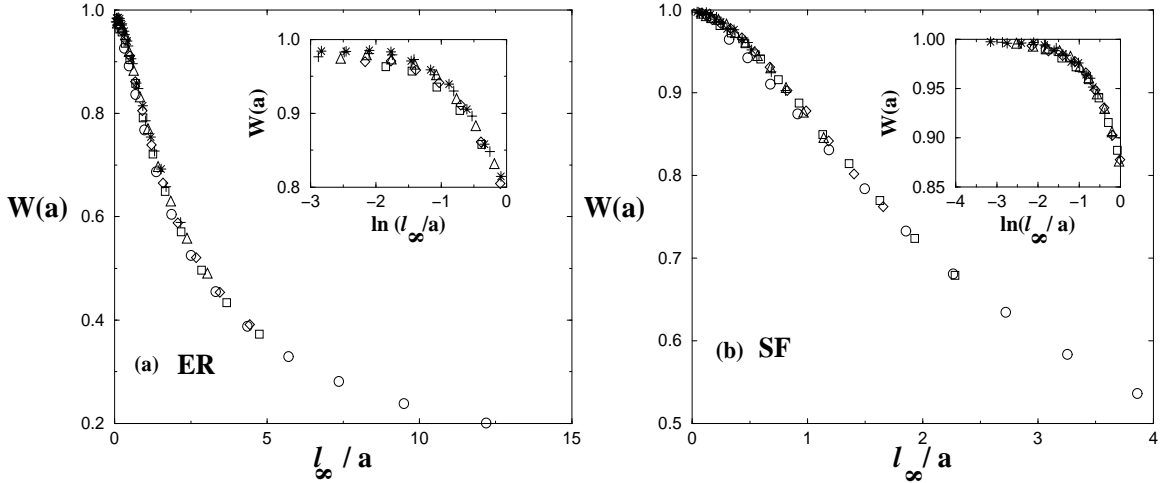 1.0
0.8
0.6
0.4
0.2
W(a)
0 5 10 15
l∞ / a
(a) ER
1.0
0.9
0.8
W(a)
−3 −2 −1 0
ln (l∞/a)
1.0
0.9
0.8
0.7
0.6
0.5
W(a)
0 1 2 3 4
l∞ / a
(b) SF
1.00
0.95
0.90
0.85
W(a)
−4 −3 −2 −1 0
ln(l∞/ a)